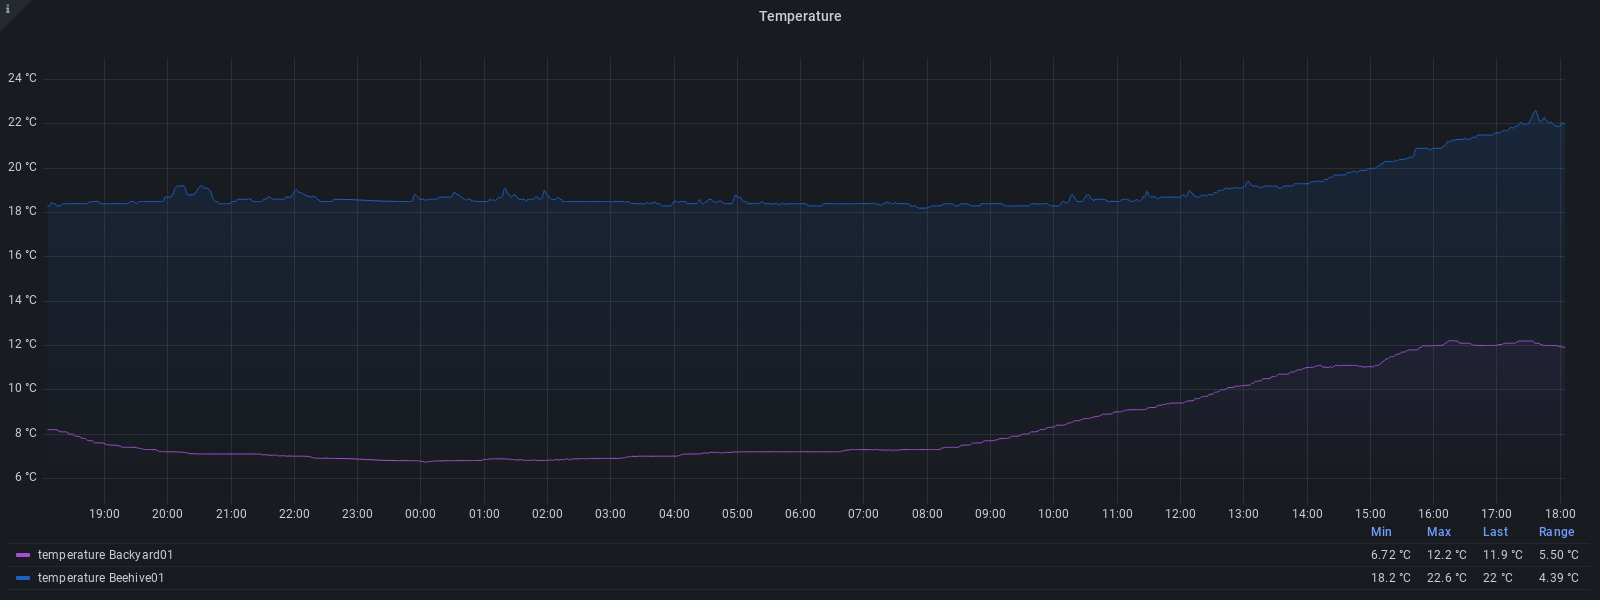 i
Temperature
24 °C
22 °C
20 °C
18 °C
16 °C
14 °C
12 °C
10 °C
8 °C
6 °C
19:00 20:00 21:00 22:00 23:00 00:00 01:00 02:00 03:00 04:00 05:00 06:00 07:00 08:00 09:00 10:00 11:00 12:00 13:00 14:00 15:00 16:00 17:00 18:00
Min Max Last Range
temperature Backyard01 6.72 °C 12.2 °C 11.9 °C 5.50 °C
temperature Beehive01 18.2 °C 22.6 °C 22 °C 4.39 °C